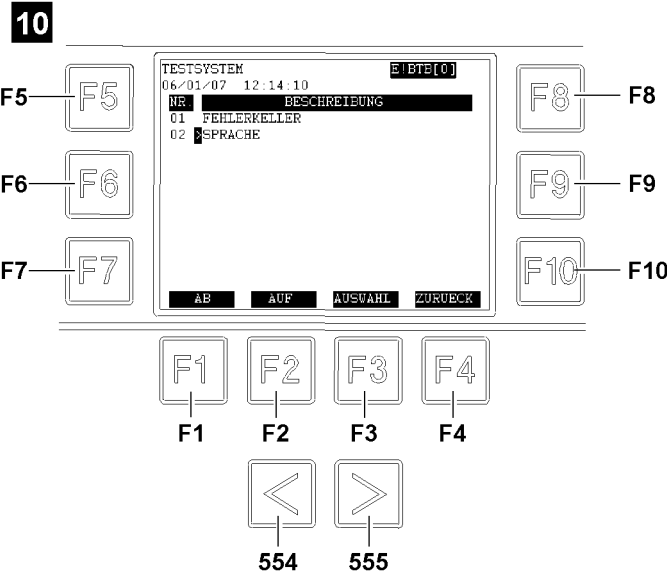 10
TESTSYSTEM E!BTB[0]
06/01/07 12:14:10
NR. BESCHREIBUNG
01 FEHLERKELLER
02 >SPRACHE
AB AUF AUSWAHL ZURUECK
F5 F5 F8 F8
F6 F6 F9 F9
F7 F7 F10 F10
F1 F2 F3 F4
F1 F2 F3 F4
< >
554 555